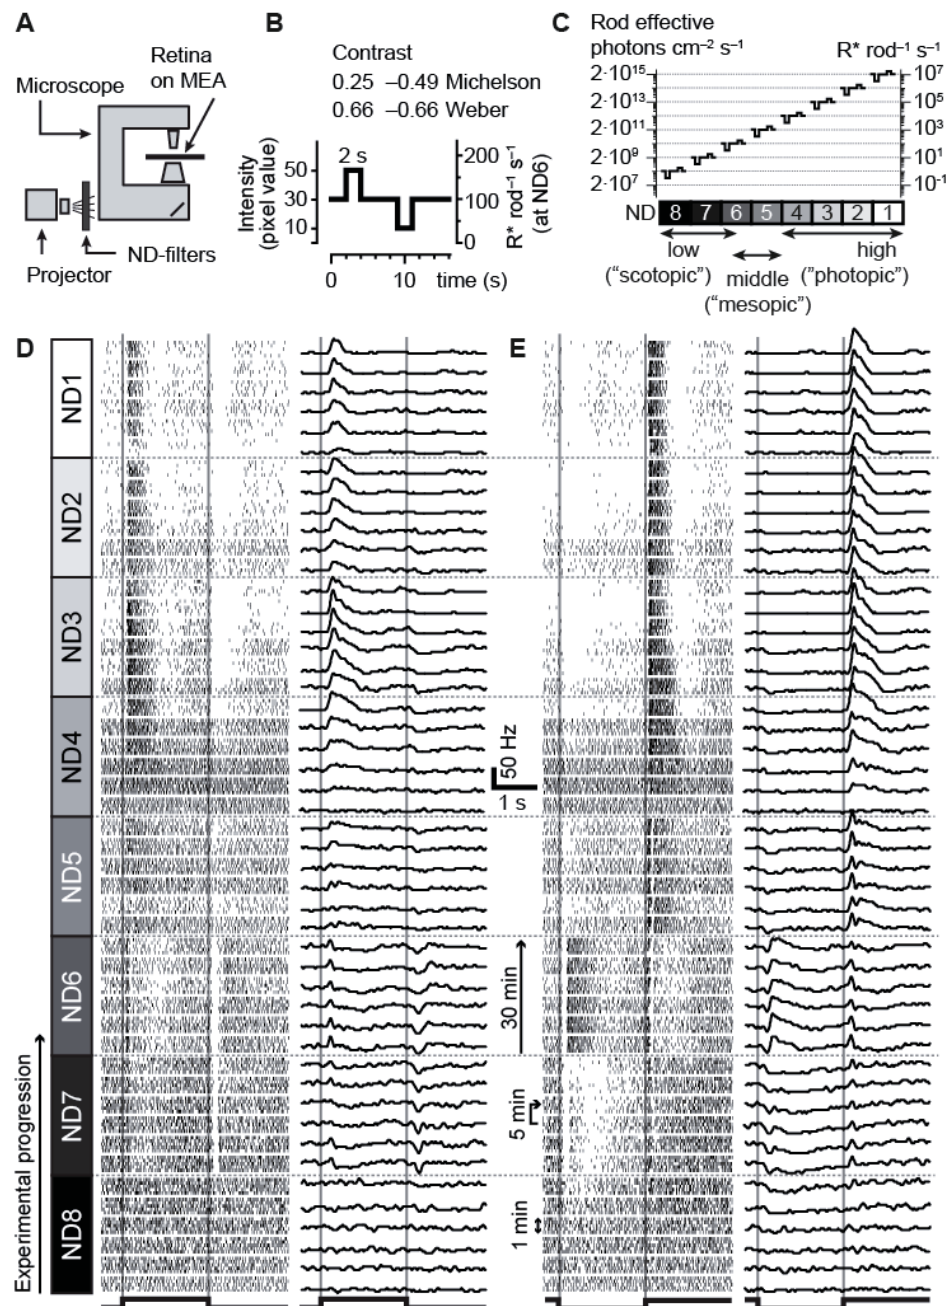 A
Microscope
Retina
on MEA
Projector
ND-filters
B
Contrast
0.25 –0.49 Michelson
0.66 –0.66 Weber
Intensity
(pixel value)
50
30
10
2 s
200
100
0
R* rod⁻¹ s⁻¹
(at ND6)
0
10
time (s)
C
Rod effective
photons cm⁻² s⁻¹
R* rod⁻¹ s⁻¹
2·10¹⁵
2·10¹³
2·10¹¹
2·10⁹
2·10⁷
10⁷
10⁵
10³
10¹
10⁻¹
ND 8 7 6 5 4 3 2 1
low
("scotopic")
middle
("mesopic")
high
("photopic")
D
E
ND1
ND2
ND3
ND4
ND5
ND6
ND7
ND8
Experimental progression
50 Hz
1 s
30 min
5 min
1 min